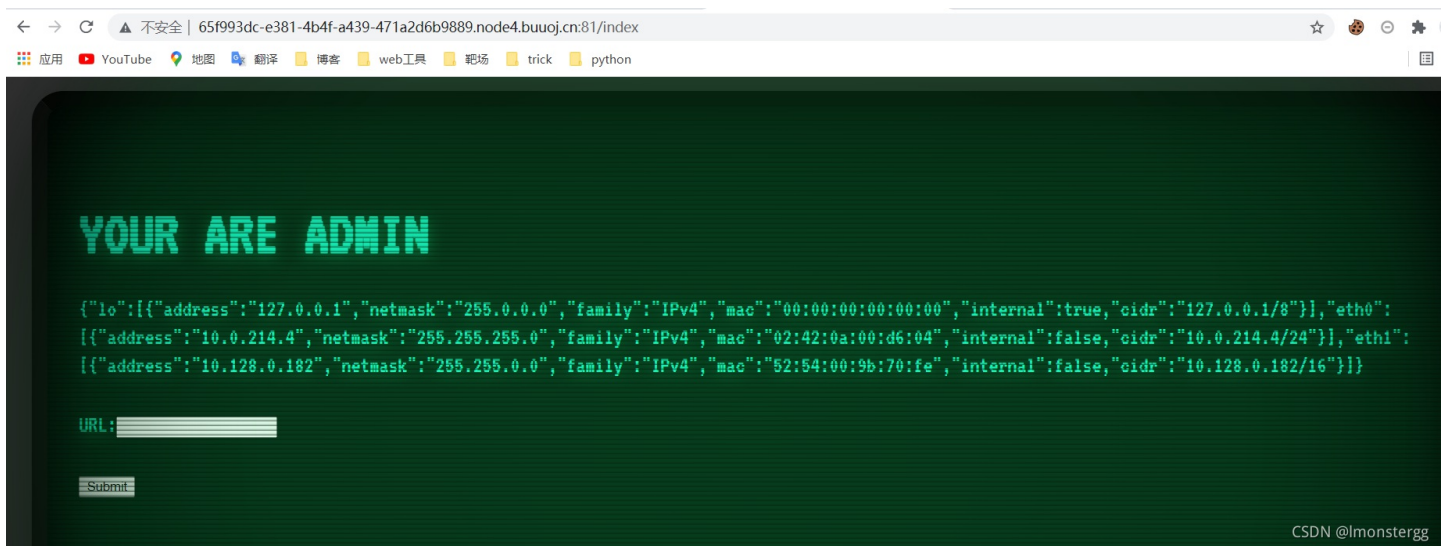 不安全 | 65f993dc-e381-4b4f-a439-471a2d6b9889.node4.buuoj.cn:81/index
应用 YouTube 地图 翻译 博客 web工具 靶场 trick python
YOUR ARE ADMIN
{"lo":[{"address":"127.0.0.1","netmask":"255.0.0.0","family":"IPv4","mac":"00:00:00:00:00:00","internal":true,"cidr":"127.0.0.1/8"}],"eth0":
[{"address":"10.0.214.4","netmask":"255.255.255.0","family":"IPv4","mac":"02:42:0a:00:d6:04","internal":false,"cidr":"10.0.214.4/24"}],"eth1":
[{"address":"10.128.0.182","netmask":"255.255.0.0","family":"IPv4","mac":"52:54:00:9b:70:fe","internal":false,"cidr":"10.128.0.182/16"}]}
URL:
Submit
CSDN @lmonstergg